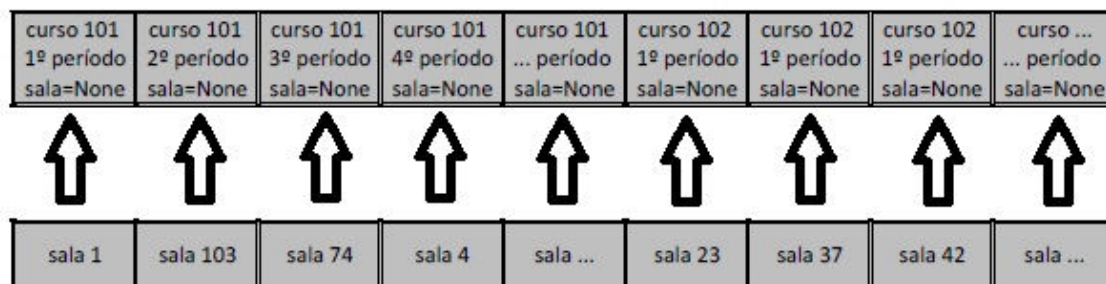 curso 101 curso 101 curso 101 curso 101 curso 101 curso 102 curso 102 curso 102 curso ...
1º período 2º período 3º período 4º período ... período 1º período 1º período 1º período ... período
sala=None sala=None sala=None sala=None sala=None sala=None sala=None sala=None sala=None
sala 1 sala 103 sala 74 sala 4 sala ... sala 23 sala 37 sala 42 sala ...